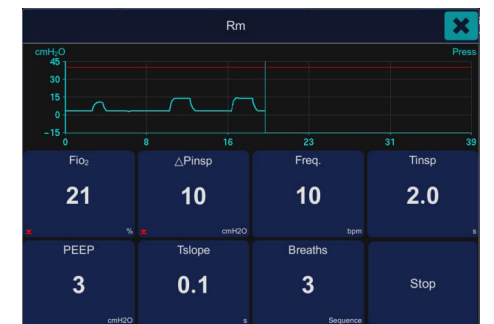 Rm
cmH2O
Press
45
30
15
0
-15
0 8 16 23 31 39
Fio₂ △Pinsp Freq. Tinsp
21 10 10 2.0
% cmH2O bpm s
PEEP Tslope Breaths
3 0.1 3 Stop
cmH2O s Sequence